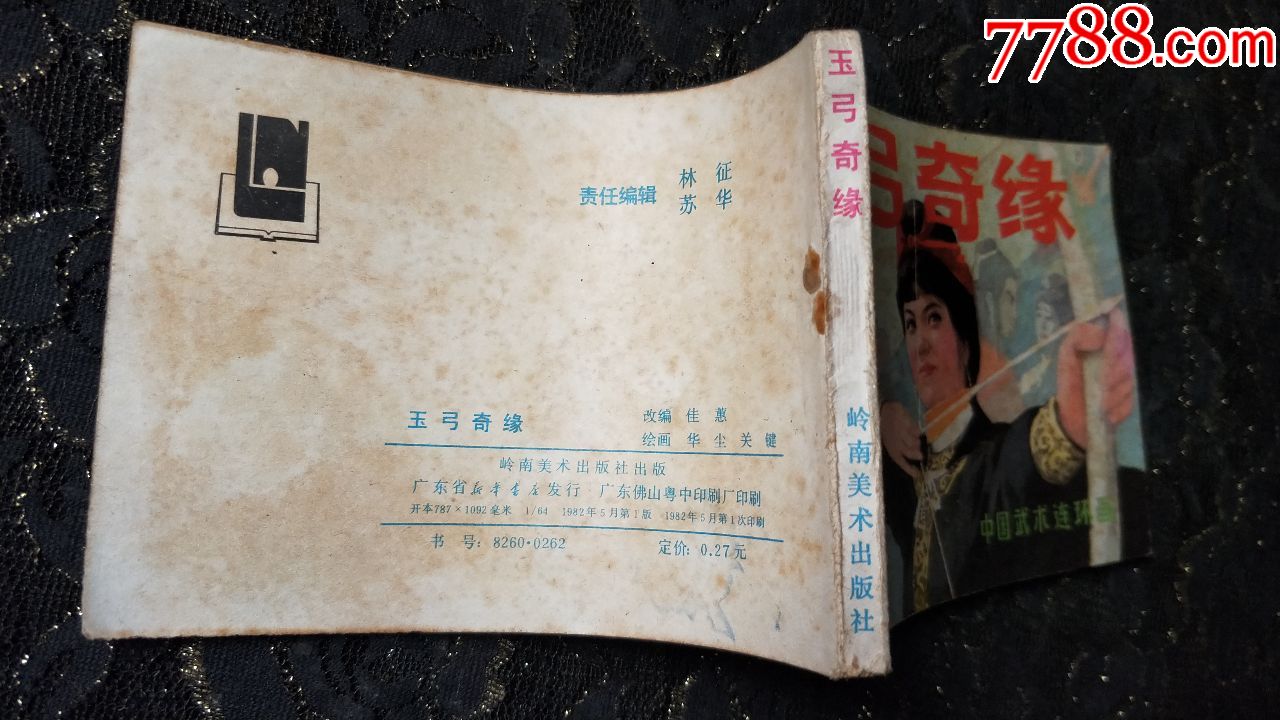 7788.com
责任编辑 林征
苏华
玉弓奇缘 改编 佳蕙
绘画 华尘 关键
岭南美术出版社出版
广东省新华书店发行 广东佛山粤中印刷厂印刷
开本787×1092毫米 1/64 1982年5月第1版 1982年5月第1次印刷
书号:8260·0262 定价:0.27元
玉弓奇缘
岭南美术出版社
弓奇缘
中国武术连环画